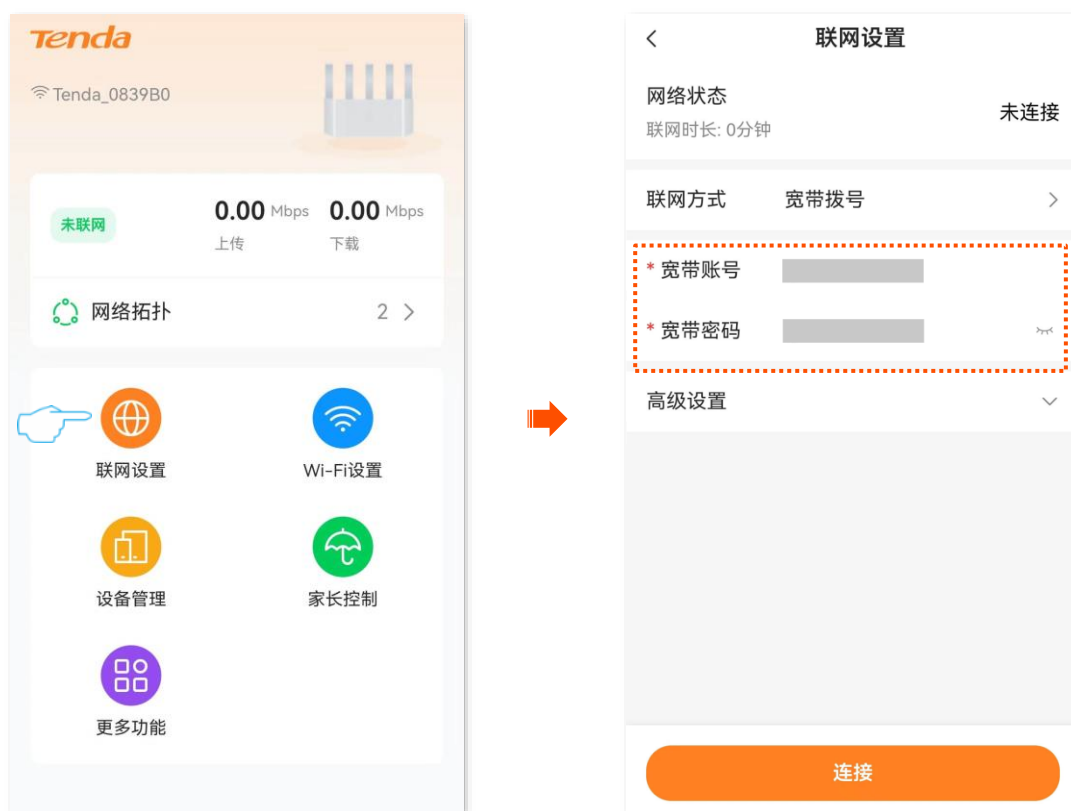 Tenda
Tenda_0839B0
未联网
0.00 Mbps
上传
0.00 Mbps
下载
网络拓扑
2
联网设置
Wi-Fi设置
设备管理
家长控制
更多功能
联网设置
网络状态
联网时长: 0分钟
未连接
联网方式 宽带拨号
* 宽带账号
* 宽带密码
高级设置
连接